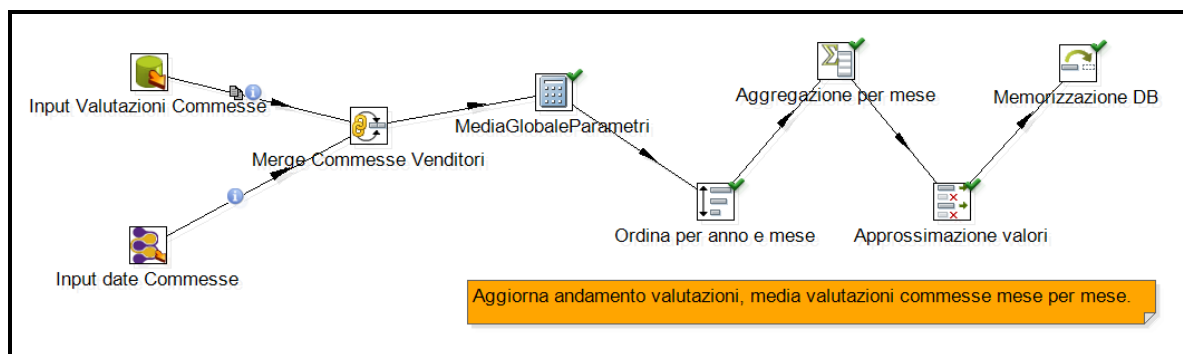 Input Valutazioni Commesse
Merge Commesse Venditori
Input date Commesse
MediaGlobaleParametri
Ordina per anno e mese
Aggregazione per mese
Approssimazione valori
Memorizzazione DB
Aggiorna andamento valutazioni, media valutazioni commesse mese per mese.